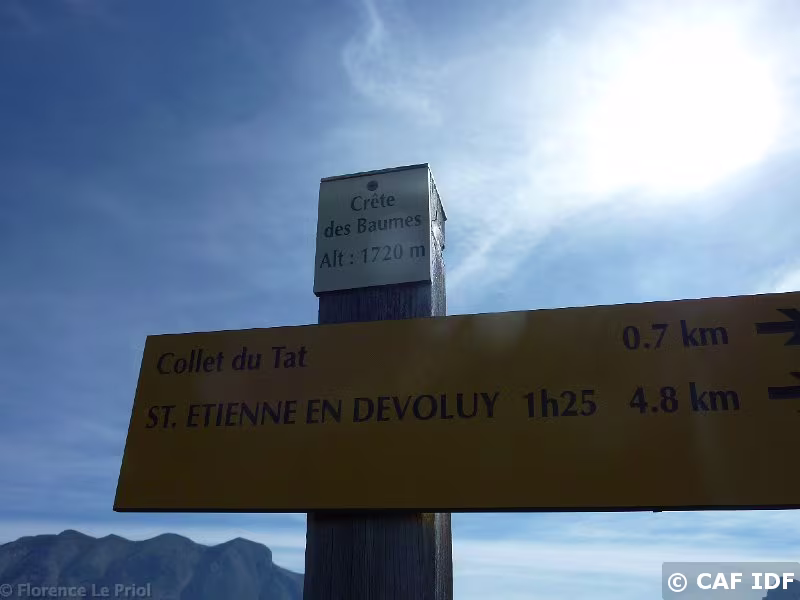 Crête
des Baumes
Alt : 1720 m
Collet du Tat 0.7 km
ST. ETIENNE EN DEVOLUY 1h25 4.8 km
© Florence Le Priol
© CAF IDF